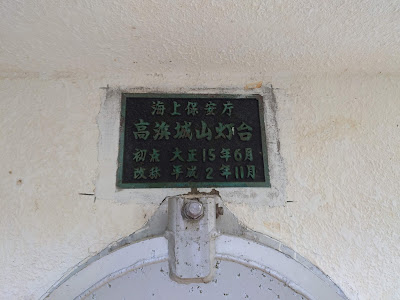 海上保安庁
高浜城山灯台
初点 大正15年6月
改築 平成2年11月